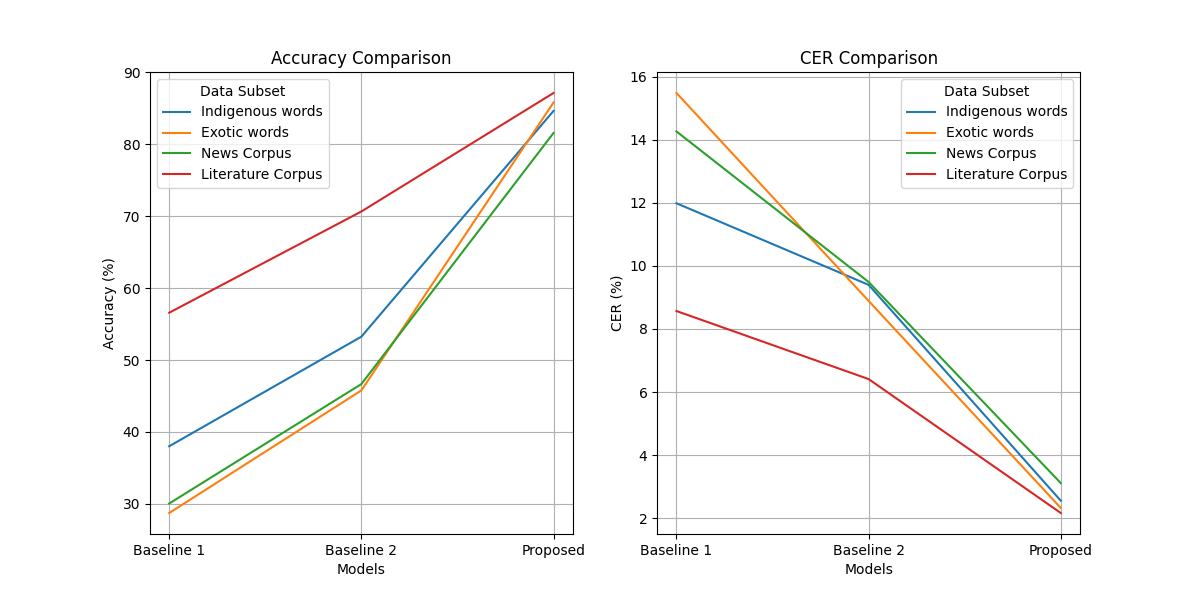 Accuracy Comparison
90
80
70
60
50
40
30
Accuracy (%)
Data Subset
Indigenous words
Exotic words
News Corpus
Literature Corpus
Baseline 1
Baseline 2
Proposed
Models
CER Comparison
16
14
12
10
8
6
4
2
CER (%)
Data Subset
Indigenous words
Exotic words
News Corpus
Literature Corpus
Baseline 1
Baseline 2
Proposed
Models